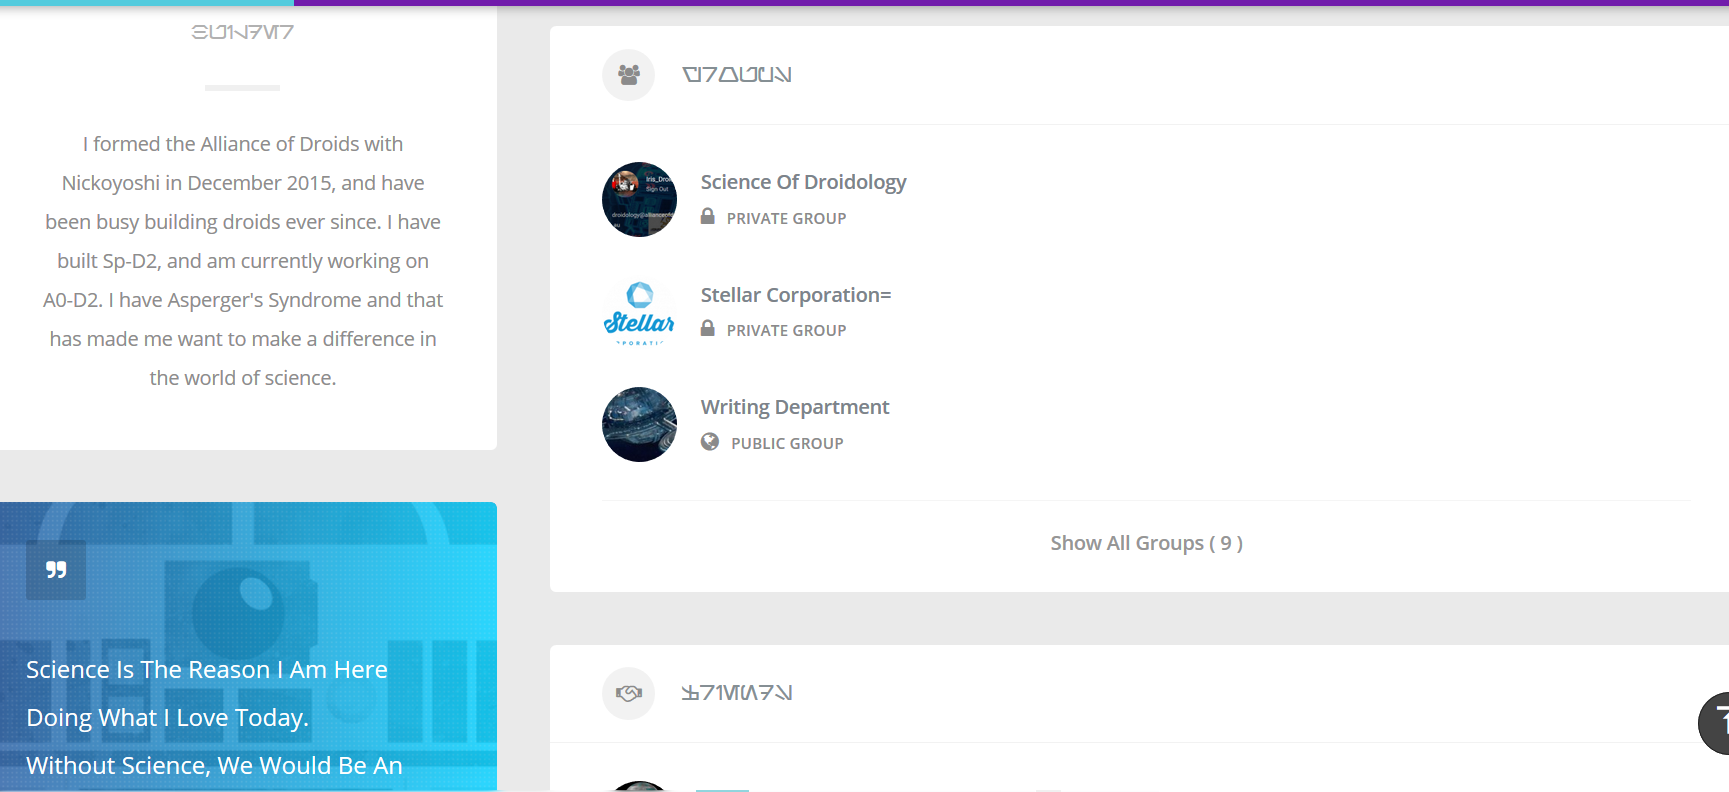 I formed the Alliance of Droids with
Nickoyoshi in December 2015, and have
been busy building droids ever since. I have
built Sp-D2, and am currently working on
A0-D2. I have Asperger's Syndrome and that
has made me want to make a difference in
the world of science.
Science Is The Reason I Am Here
Doing What I Love Today.
Without Science, We Would Be An
Science Of Droidology
PRIVATE GROUP
Stellar Corporation=
Stellar
PRIVATE GROUP
Writing Department
PUBLIC GROUP
Show All Groups ( 9 )